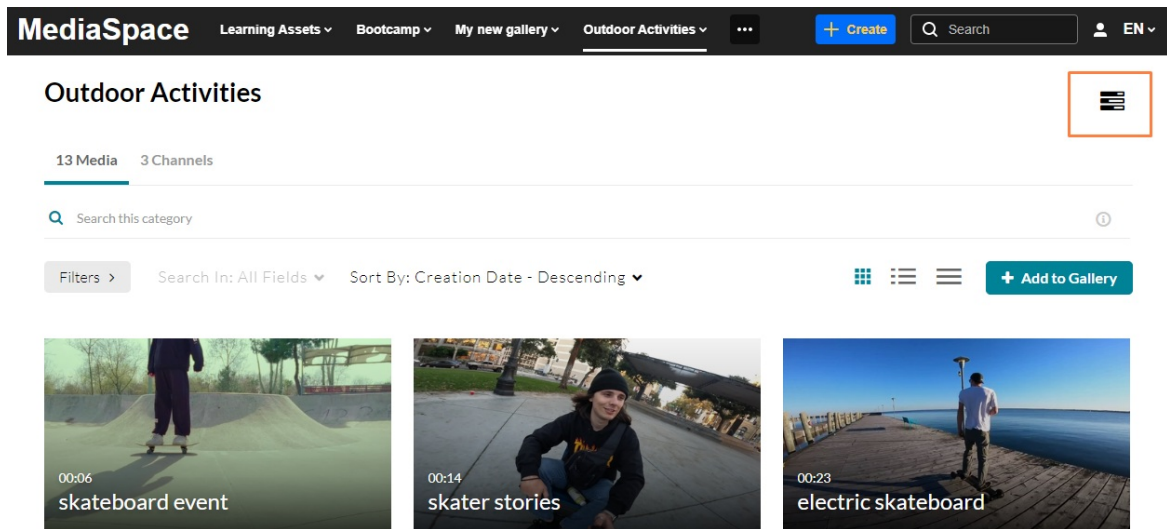 MediaSpace Learning Assets Bootcamp My new gallery Outdoor Activities ... + Create Search EN
Outdoor Activities
13 Media 3 Channels
Search this category
Filters > Search In: All Fields Sort By: Creation Date - Descending + Add to Gallery
00:06 00:14 00:23
skateboard event skater stories electric skateboard